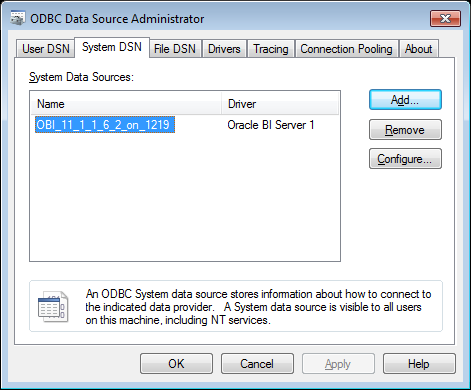 ODBC Data Source Administrator
User DSN System DSN File DSN Drivers Tracing Connection Pooling About
System Data Sources:
Name Driver Add...
OBI_11_1_1_6_2_on_1219 Oracle BI Server 1
Remove
Configure...
An ODBC System data source stores information about how to connect to
the indicated data provider. A System data source is visible to all users
on this machine, including NT services.
OK Cancel Apply Help